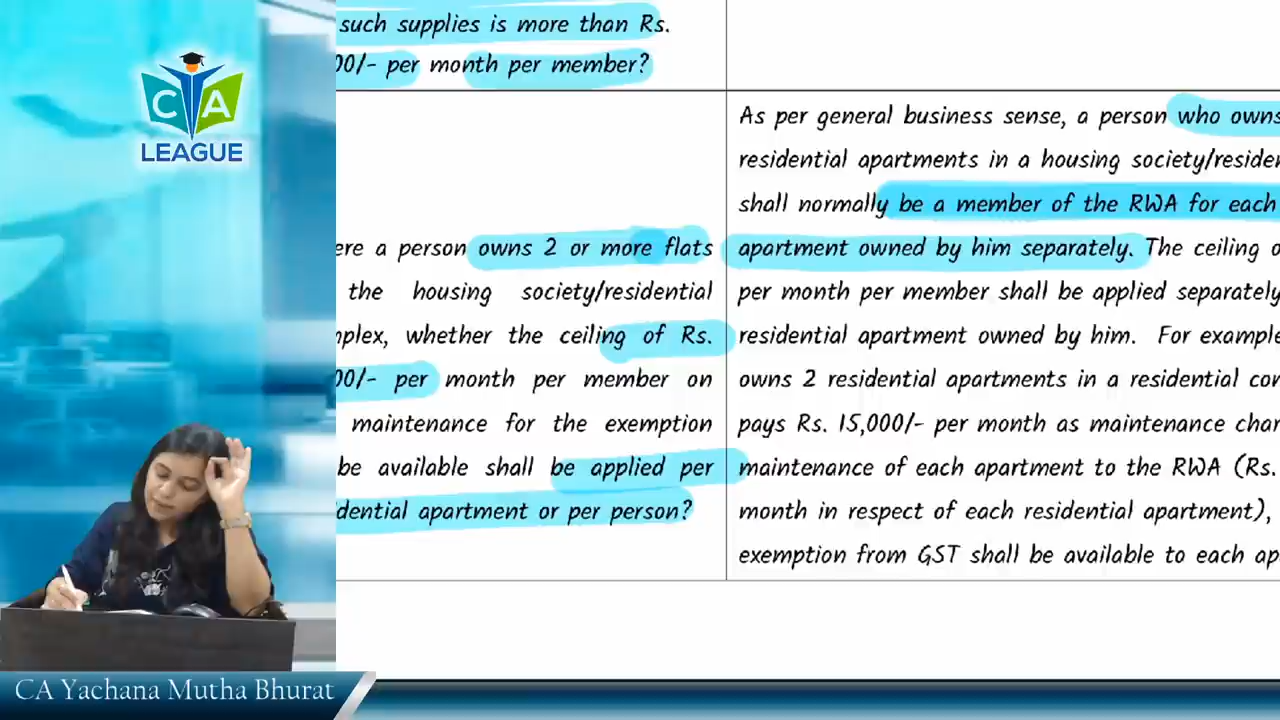 C A
LEAGUE
such supplies is more than Rs.
00/- per month per member?
ere a person owns 2 or more flats
the housing society/residential
mplex, whether the ceiling of Rs.
00/- per month per member on
maintenance for the exemption
be available shall be applied per
idential apartment or per person?
As per general business sense, a person who owns
residential apartments in a housing society/residen
shall normally be a member of the RWA for each
apartment owned by him separately. The ceiling o
per month per member shall be applied separately
residential apartment owned by him. For example
owns 2 residential apartments in a residential co
pays Rs. 15,000/- per month as maintenance char
maintenance of each apartment to the RWA (Rs.
month in respect of each residential apartment),
exemption from GST shall be available to each ap
CA Yachana Mutha Bhurat